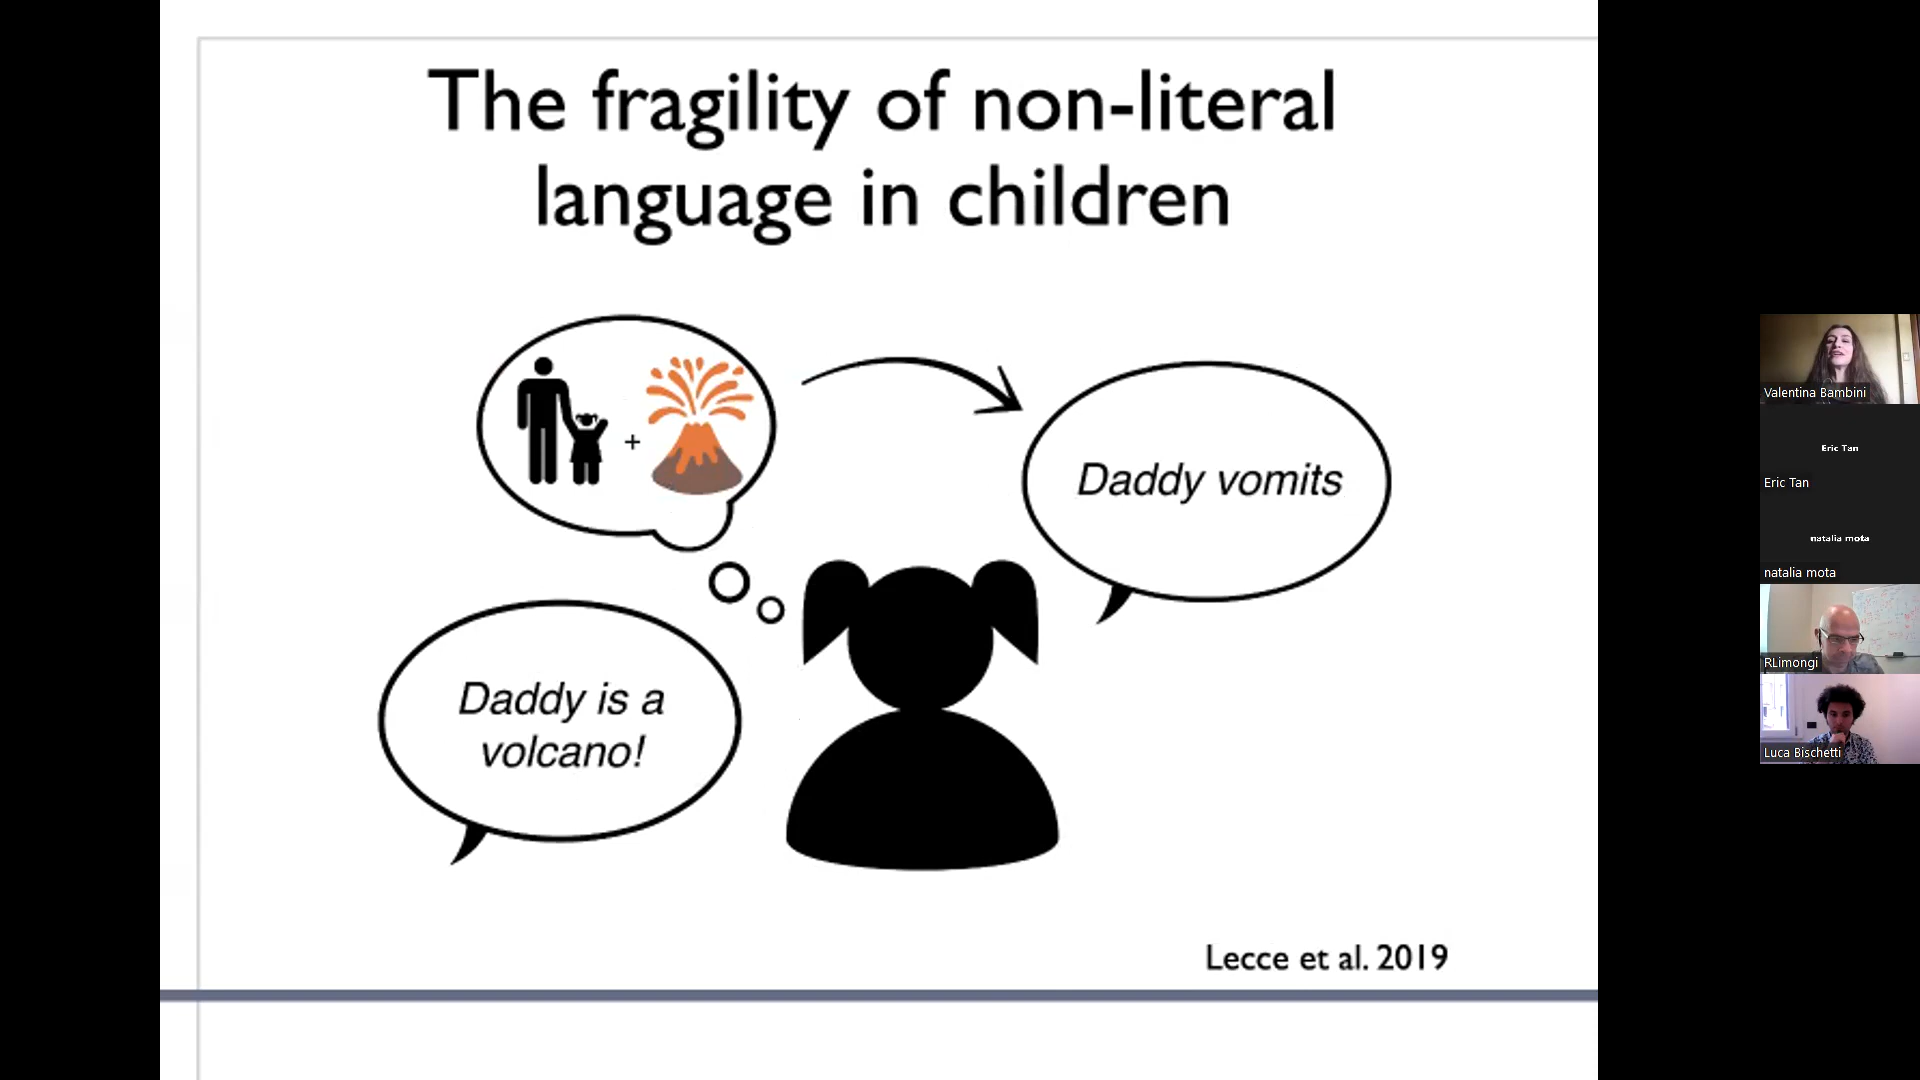 The fragility of non-literal
language in children
+
Daddy vomits
Daddy is a
volcano!
Lecce et al. 2019
Valentina Bambini
Eric Tan
Eric Tan
natalia mota
natalia mota
RLimongi
Luca Bischetti